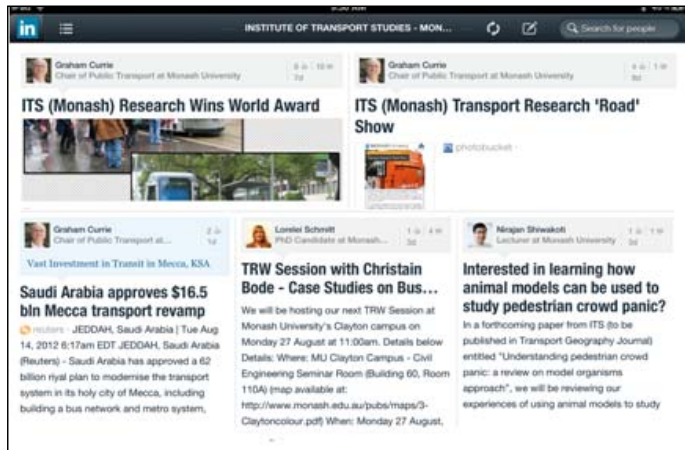 in
INSTITUTE OF TRANSPORT STUDIES - MON...
Search for people
Graham Currie
Chair of Public Transport at Monash University
7d
ITS (Monash) Research Wins World Award
Graham Currie
Chair of Public Transport at Monash University
ITS (Monash) Transport Research 'Road'
Show
photobucket
Graham Currie
Chair of Public Transport at...
1d
Vast Investment in Transit in Mecca, KSA
Saudi Arabia approves $16.5
bln Mecca transport revamp
reuters · JEDDAH, Saudi Arabia | Tue Aug
14, 2012 6:17am EDT JEDDAH, Saudi Arabia
(Reuters) - Saudi Arabia has approved a 62
billion riyal plan to modernise the transport
system in its holy city of Mecca, including
building a bus network and metro system,
Lorelei Schmitt
PhD Candidate at Monash...
3d
TRW Session with Christain
Bode - Case Studies on Bus...
We will be hosting our next TRW Session at
Monash University's Clayton campus on
Monday 27 August at 11:00am. Details below
Details: Where: MU Clayton Campus - Civil
Engineering Seminar Room (Building 60, Room
110A) (map available at:
http://www.monash.edu.au/pubs/maps/3-
Claytoncolour.pdf) When: Monday 27 August,
Nirajan Shiwakoti
Lecturer at Monash University
3d
Interested in learning how
animal models can be used to
study pedestrian crowd panic?
In a forthcoming paper from ITS (to be
published in Transport Geography Journal)
entitled "Understanding pedestrian crowd
panic: a review on model organisms
approach", we will be reviewing our
experiences of using animal models to study